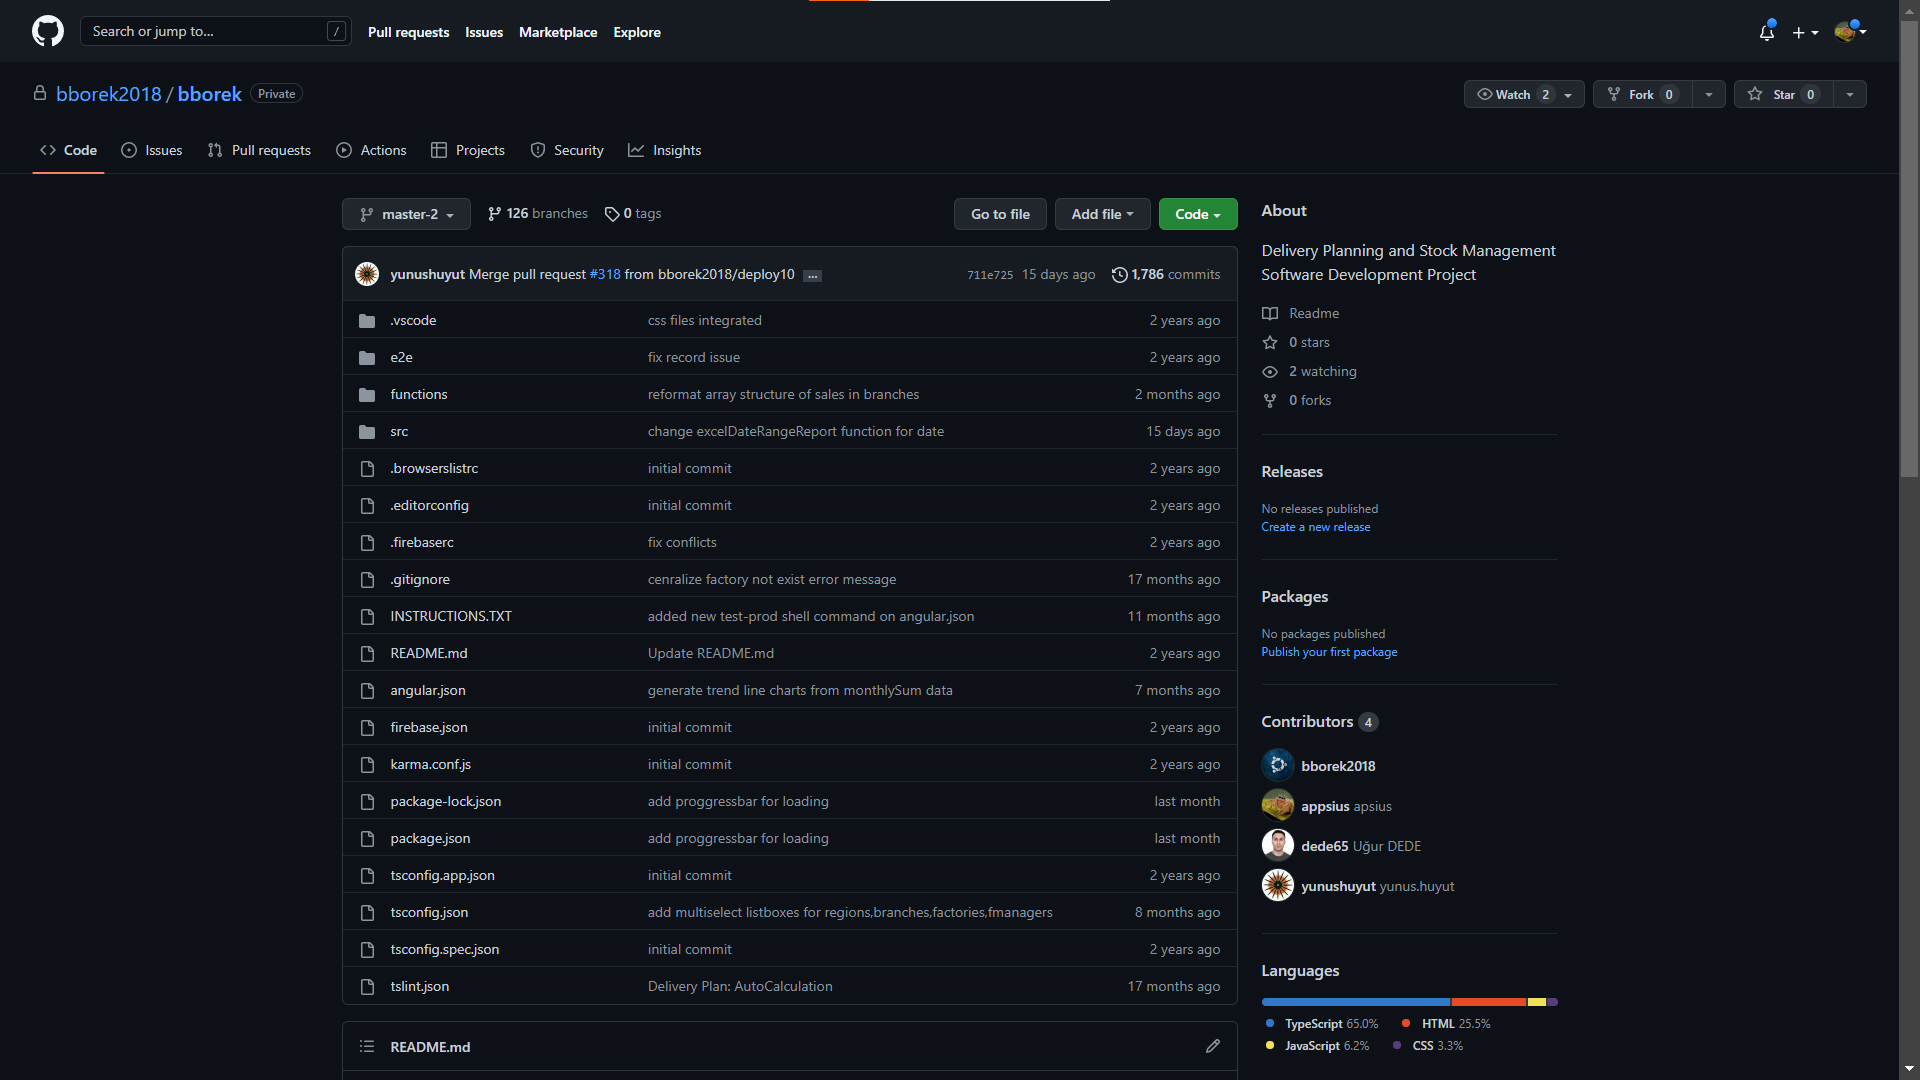 Search or jump to... /
Pull requests Issues Marketplace Explore
bborek2018 / bborek Private
Watch 2 Fork 0 Star 0
Code Issues Pull requests Actions Projects Security Insights
master-2 126 branches 0 tags Go to file Add file Code
yunushuyut Merge pull request #318 from bborek2018/deploy10 ... 711e725 15 days ago 1,786 commits
.vscode css files integrated 2 years ago
e2e fix record issue 2 years ago
functions reformat array structure of sales in branches 2 months ago
src change excelDateRangeReport function for date 15 days ago
.browserslistrc initial commit 2 years ago
.editorconfig initial commit 2 years ago
.firebaserc fix conflicts 2 years ago
.gitignore cenralize factory not exist error message 17 months ago
INSTRUCTIONS.TXT added new test-prod shell command on angular.json 11 months ago
README.md Update README.md 2 years ago
angular.json generate trend line charts from monthlySum data 7 months ago
firebase.json initial commit 2 years ago
karma.conf.js initial commit 2 years ago
package-lock.json add proggressbar for loading last month
package.json add proggressbar for loading last month
tsconfig.app.json initial commit 2 years ago
tsconfig.json add multiselect listboxes for regions,branches,factories,fmanagers 8 months ago
tsconfig.spec.json initial commit 2 years ago
tslint.json Delivery Plan: AutoCalculation 17 months ago
README.md
About
Delivery Planning and Stock Management
Software Development Project
Readme
0 stars
2 watching
0 forks
Releases
No releases published
Create a new release
Packages
No packages published
Publish your first package
Contributors 4
bborek2018
appsius apsius
dede65 Uğur DEDE
yunushuyut yunus.huyut
Languages
TypeScript 65.0% HTML 25.5%
JavaScript 6.2% CSS 3.3%